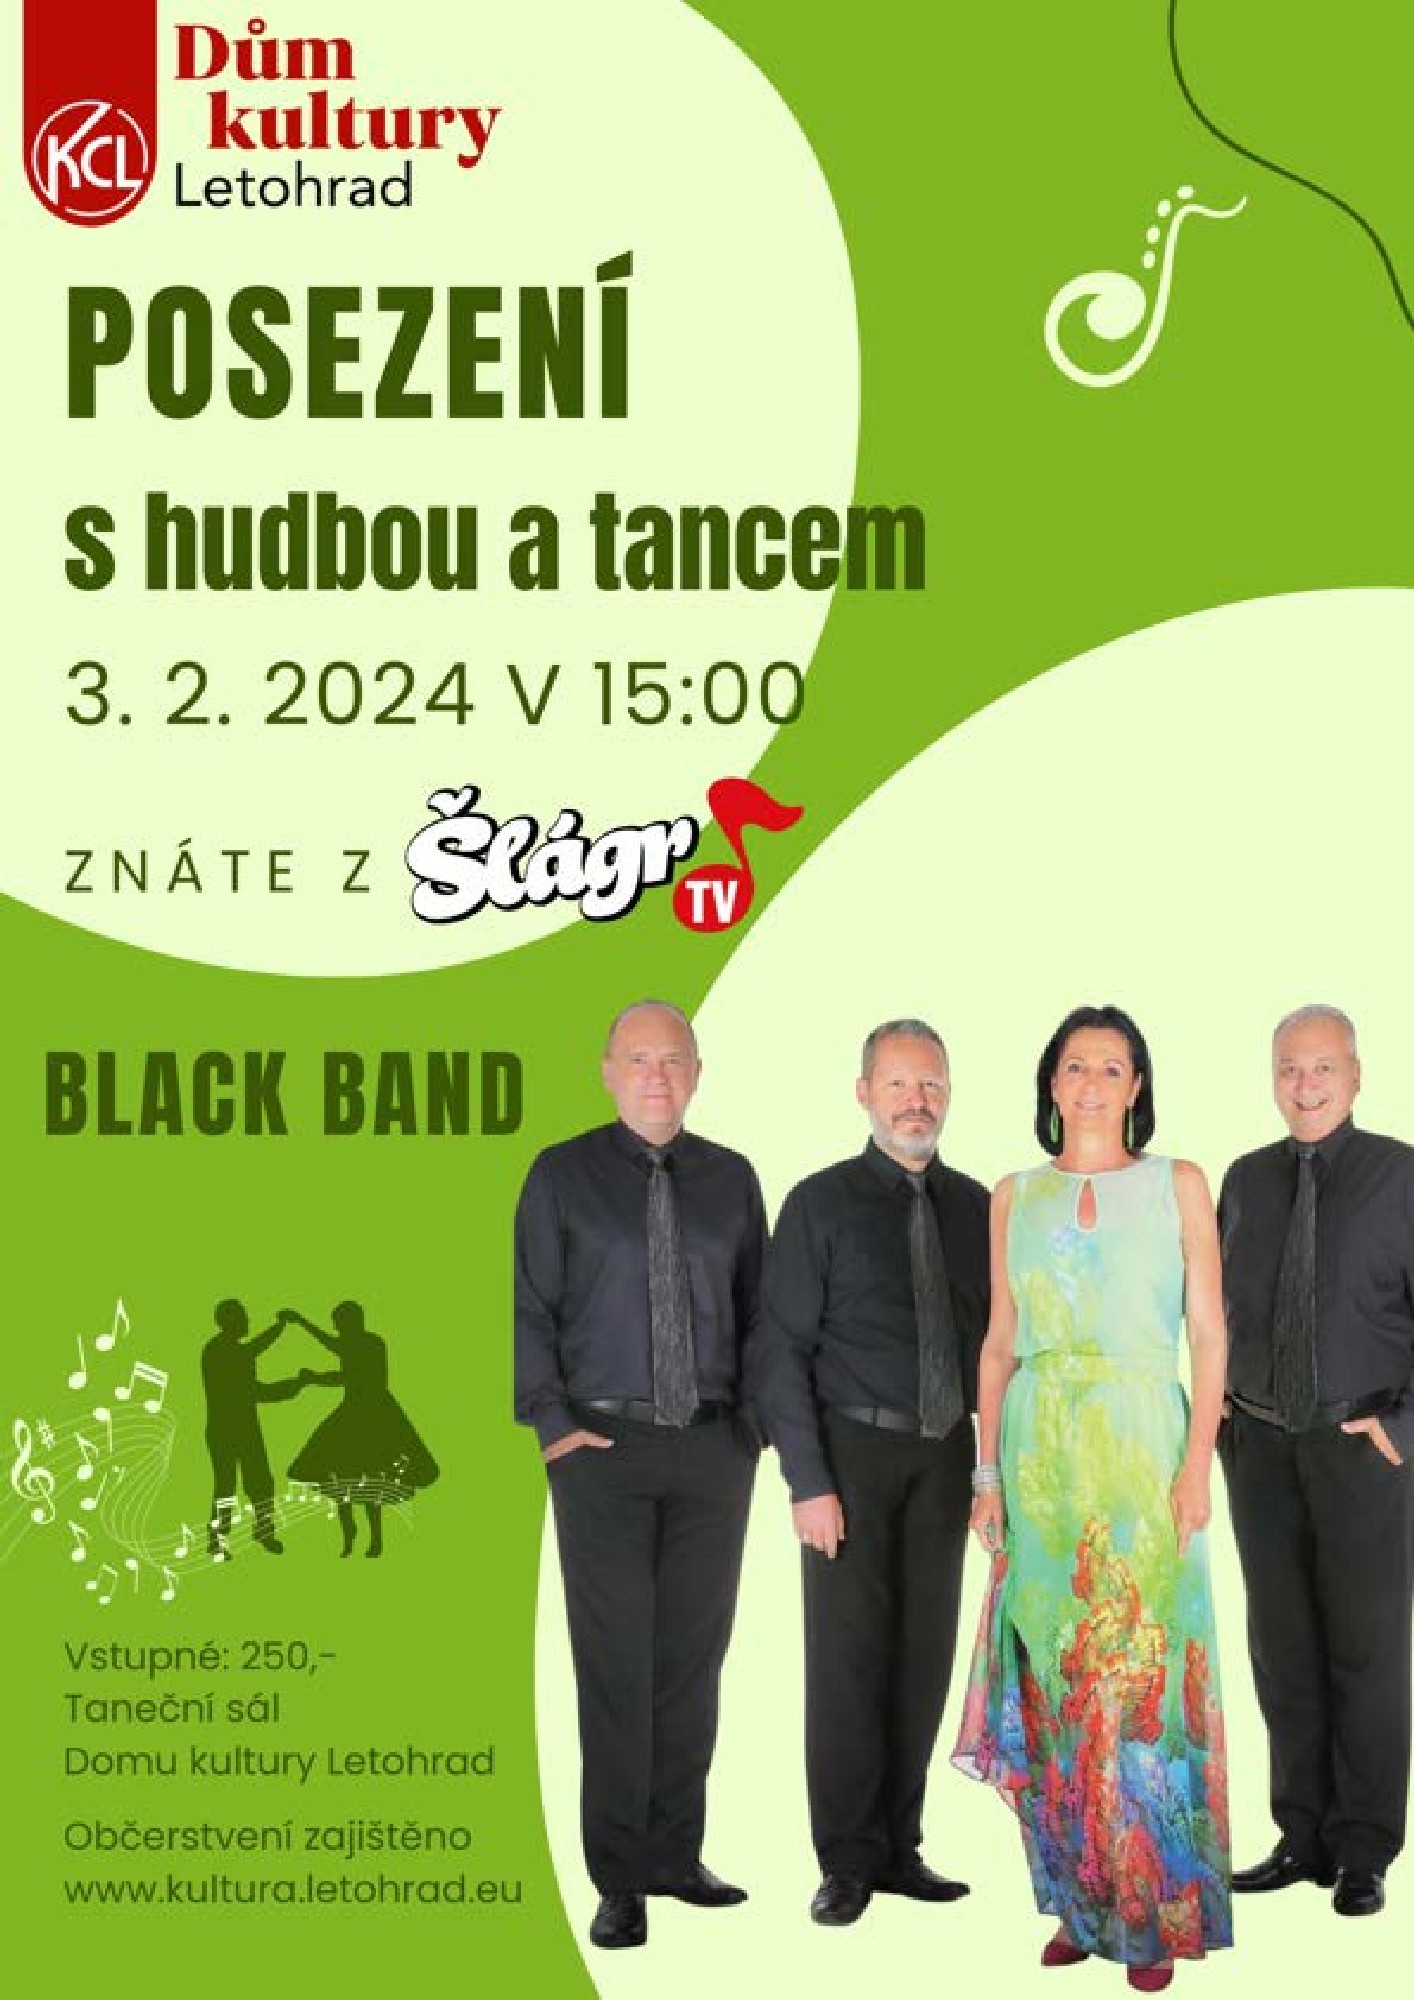 KCL
Dům
kultury
Letohrad
POSEZENÍ
s hudbou a tancem
3. 2. 2024 V 15:00
ZNÁTE Z Šlágr TV
BLACK BAND
Vstupné: 250,-
Taneční sál
Domu kultury Letohrad
Občerstvení zajištěno
www.kultura.letohrad.eu